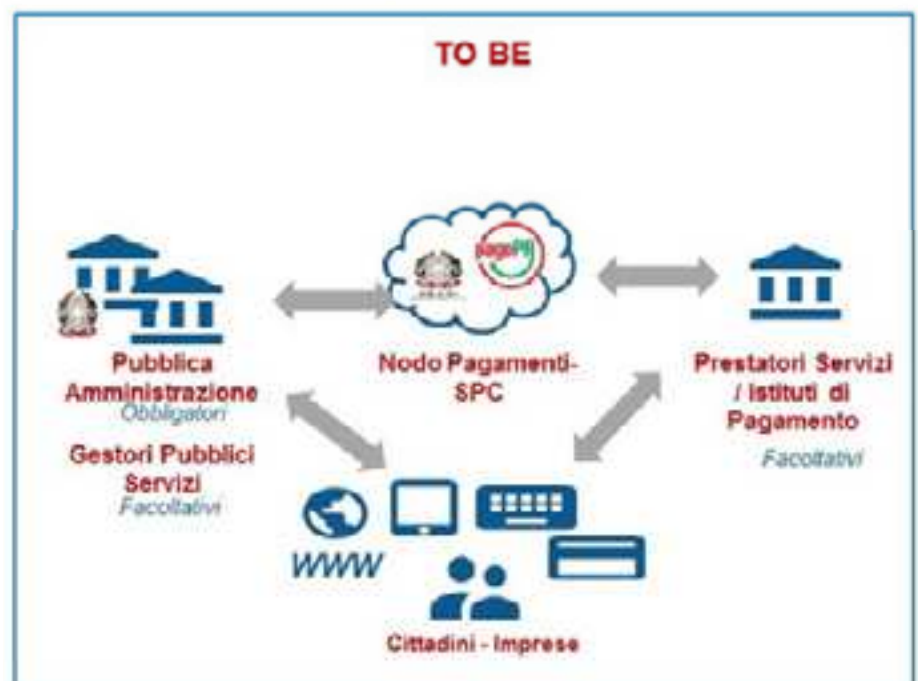 TO BE
pagoPA
Pubblica
Amministrazione
Obbligatori
Gestori Pubblici
Servizi
Facoltativi
Nodo Pagamenti-
SPC
Prestatori Servizi
/ Istituti di
Pagamento
Facoltativi
WWW
Cittadini - Imprese